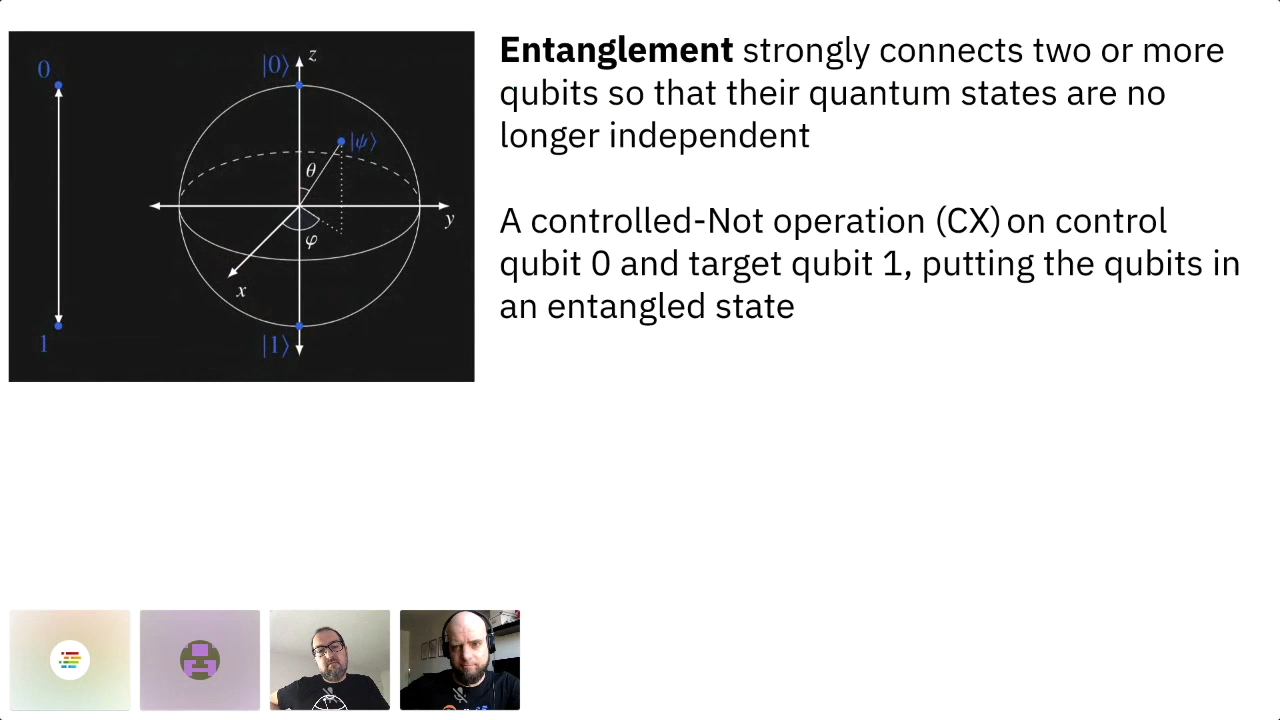 0
1
|0⟩
z
|ψ⟩
θ
y
φ
x
|1⟩
Entanglement strongly connects two or more
qubits so that their quantum states are no
longer independent
A controlled-Not operation (CX) on control
qubit 0 and target qubit 1, putting the qubits in
an entangled state